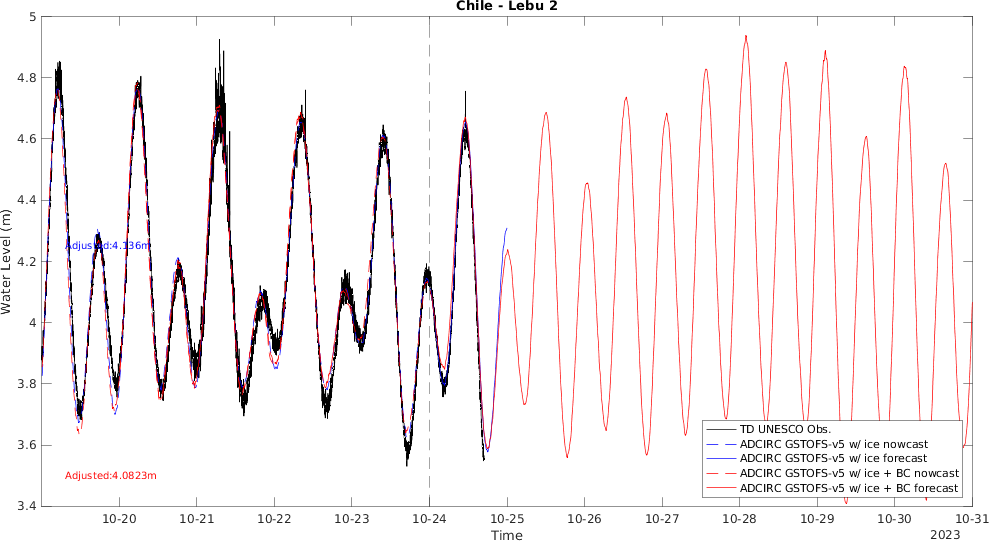 Chile - Lebu 2
5
4.8
4.6
4.4
4.2
4
3.8
3.6
3.4
Water Level (m)
Adjusted:4.136m
Adjusted:4.0823m
TD UNESCO Obs.
ADCIRC GSTOFS-v5 w/ ice nowcast
ADCIRC GSTOFS-v5 w/ ice forecast
ADCIRC GSTOFS-v5 w/ ice + BC nowcast
ADCIRC GSTOFS-v5 w/ ice + BC forecast
10-20 10-21 10-22 10-23 10-24 10-25 10-26 10-27 10-28 10-29 10-30 10-31
Time
2023